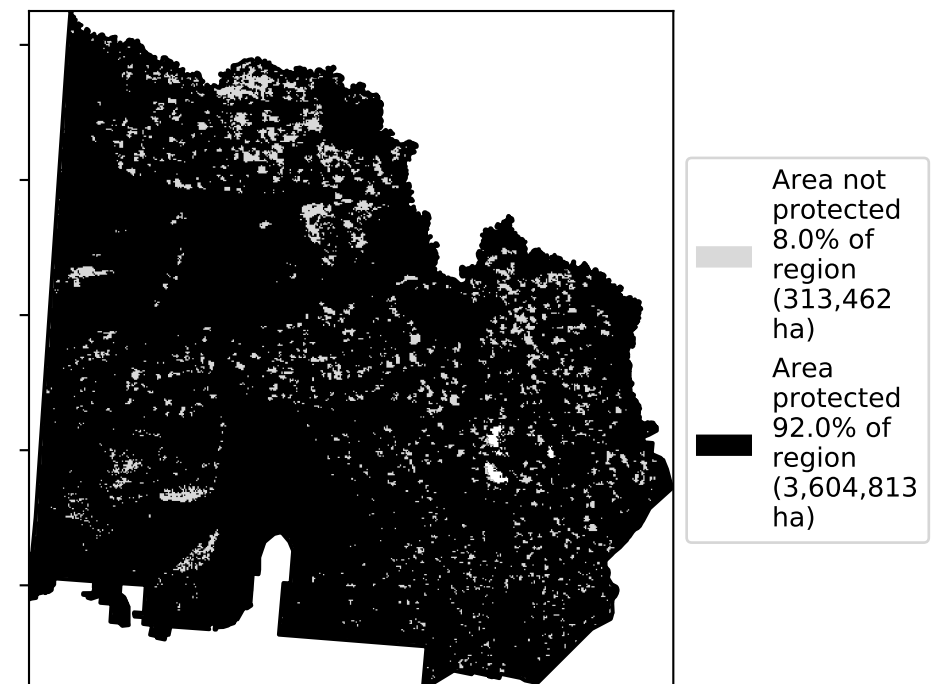 Area not
protected
8.0% of
region
(313,462
ha)
Area
protected
92.0% of
region
(3,604,813
ha)